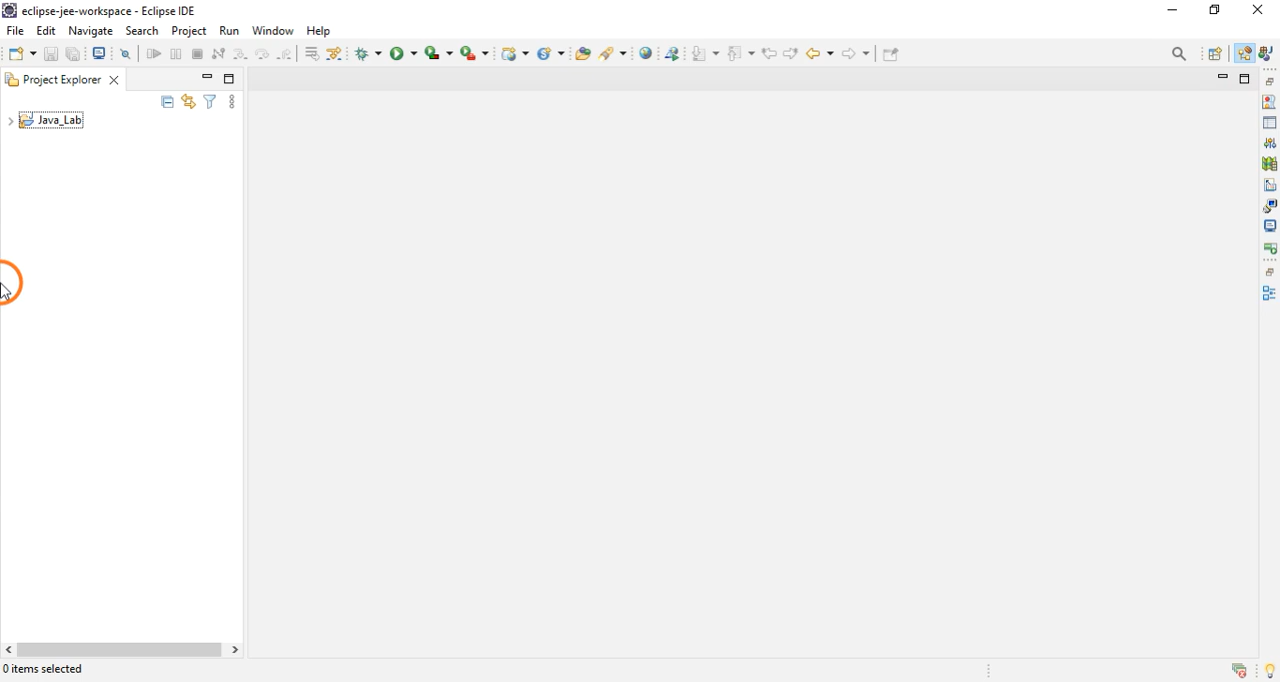 eclipse-jee-workspace - Eclipse IDE
File Edit Navigate Search Project Run Window Help
Project Explorer
Java_Lab
0 items selected